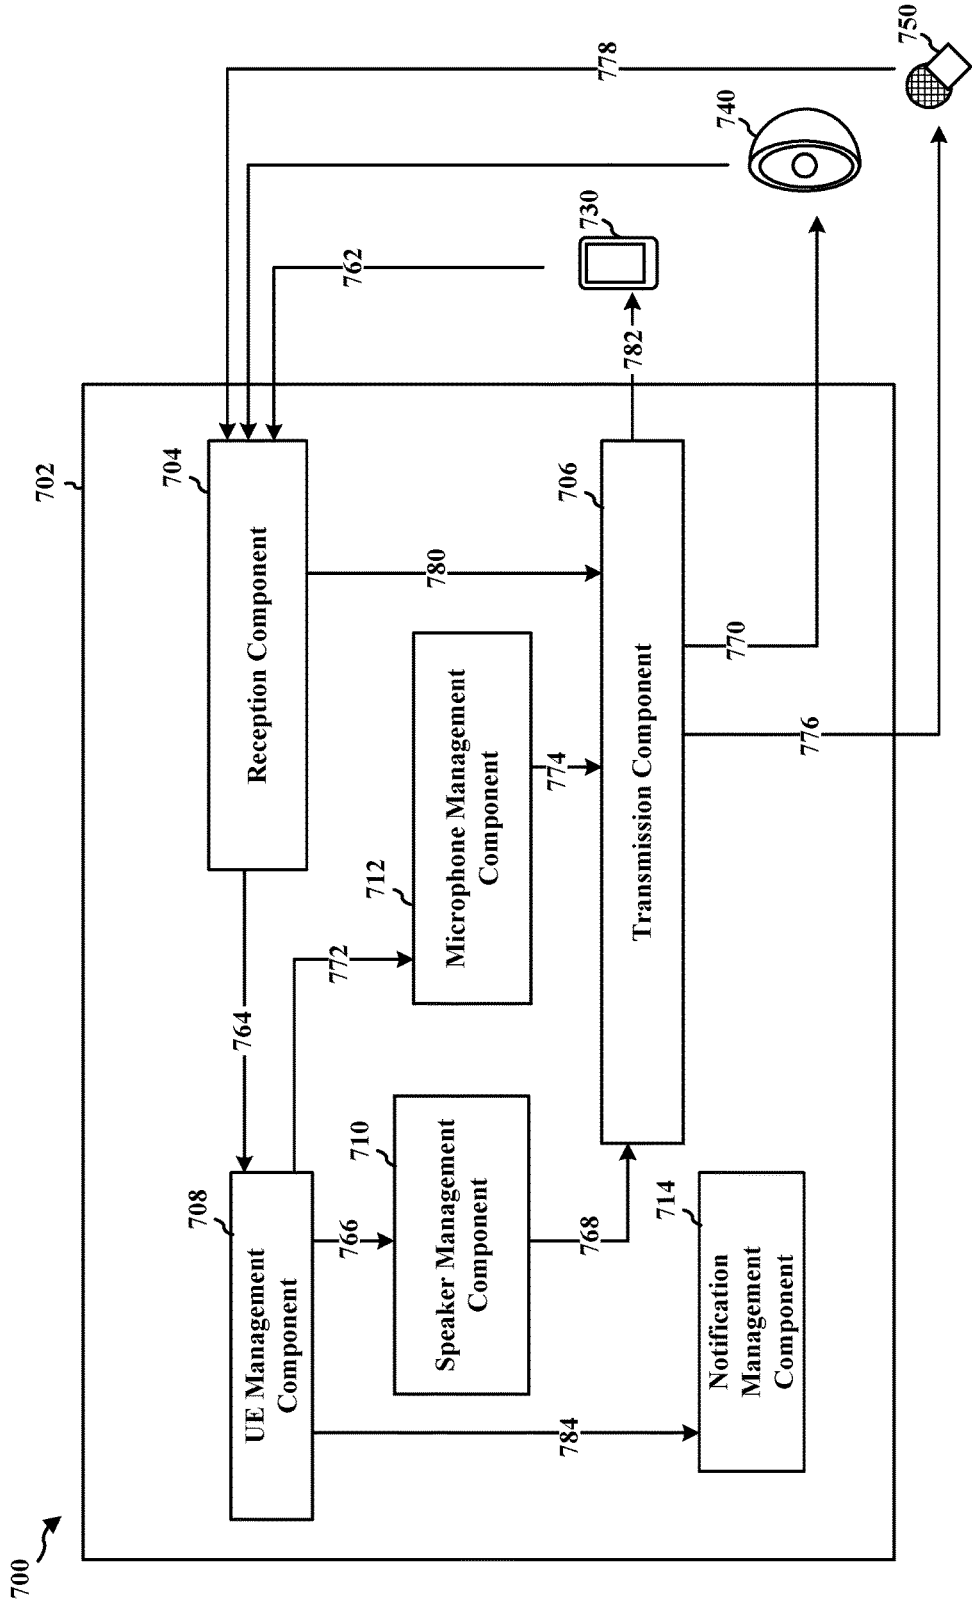 700
702
708
UE Management
Component
764
704
Reception Component
762
778
766
772
780
710
Speaker Management
Component
712
Microphone Management
Component
784
768
774
706
Transmission Component
782
730
740
750
714
Notification
Management
Component
770
776